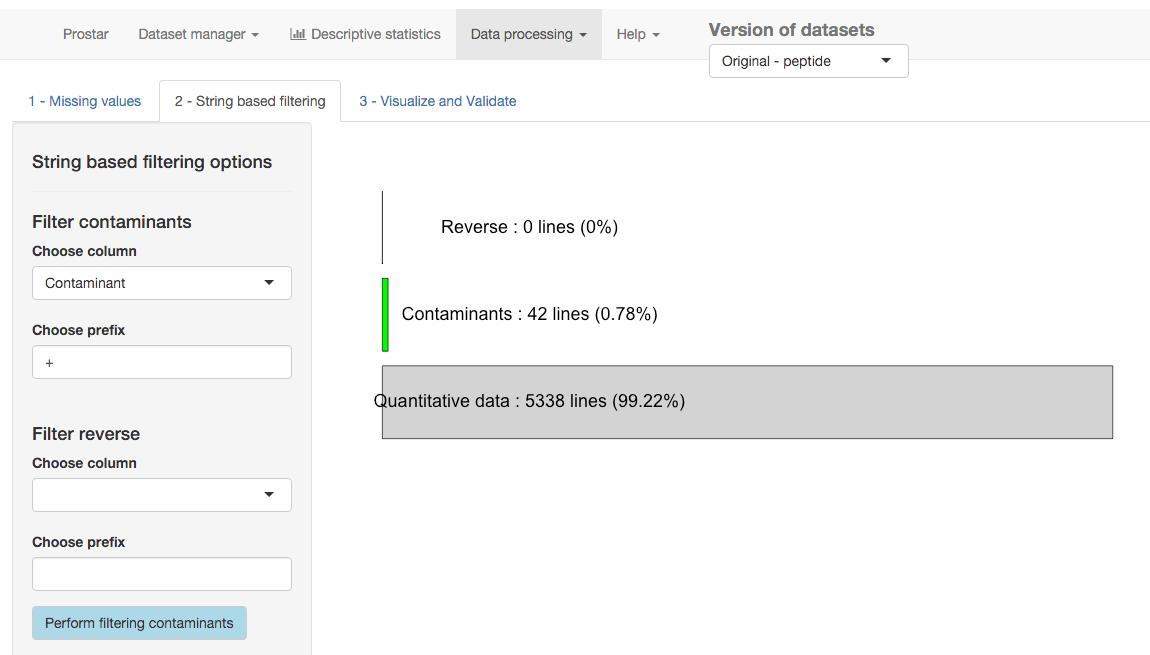 Prostar Dataset manager Descriptive statistics Data processing Help Version of datasets
Original - peptide
1 - Missing values 2 - String based filtering 3 - Visualize and Validate
String based filtering options
Filter contaminants
Choose column
Contaminant
Choose prefix
+
Filter reverse
Choose column
Choose prefix
Perform filtering contaminants
Reverse : 0 lines (0%)
Contaminants : 42 lines (0.78%)
Quantitative data : 5338 lines (99.22%)